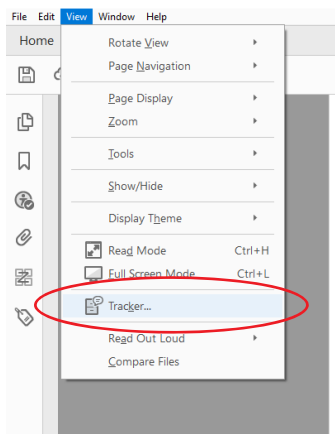 File Edit View Window Help
Home
Rotate View
Page Navigation
Page Display
Zoom
Tools
Show/Hide
Display Theme
Read Mode Ctrl+H
Full Screen Mode Ctrl+L
Tracker...
Read Out Loud
Compare Files